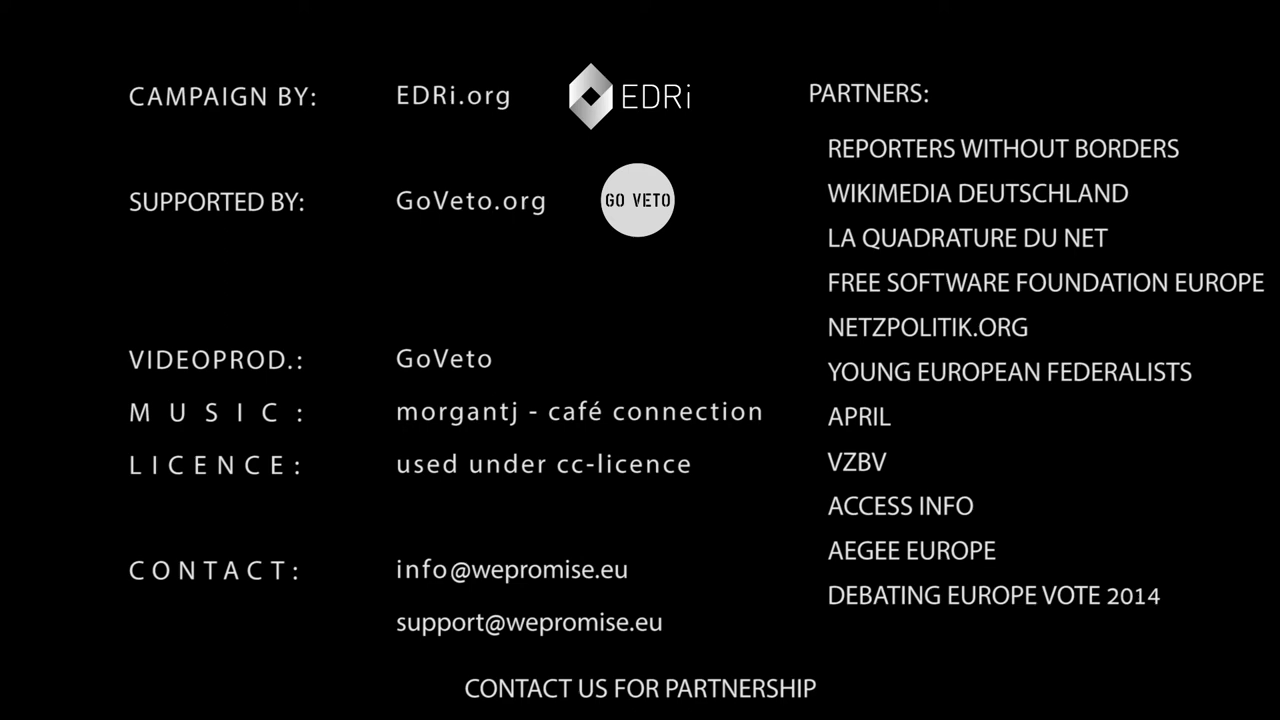 CAMPAIGN BY: EDRi.org EDRi
SUPPORTED BY: GoVeto.org GO VETO
VIDEOPROD.: GoVeto
MUSIC: morgantj - café connection
LICENCE: used under cc-licence
CONTACT: info@wepromise.eu
support@wepromise.eu
PARTNERS:
REPORTERS WITHOUT BORDERS
WIKIMEDIA DEUTSCHLAND
LA QUADRATURE DU NET
FREE SOFTWARE FOUNDATION EUROPE
NETZPOLITIK.ORG
YOUNG EUROPEAN FEDERALISTS
APRIL
VZBV
ACCESS INFO
AEGEE EUROPE
DEBATING EUROPE VOTE 2014
CONTACT US FOR PARTNERSHIP